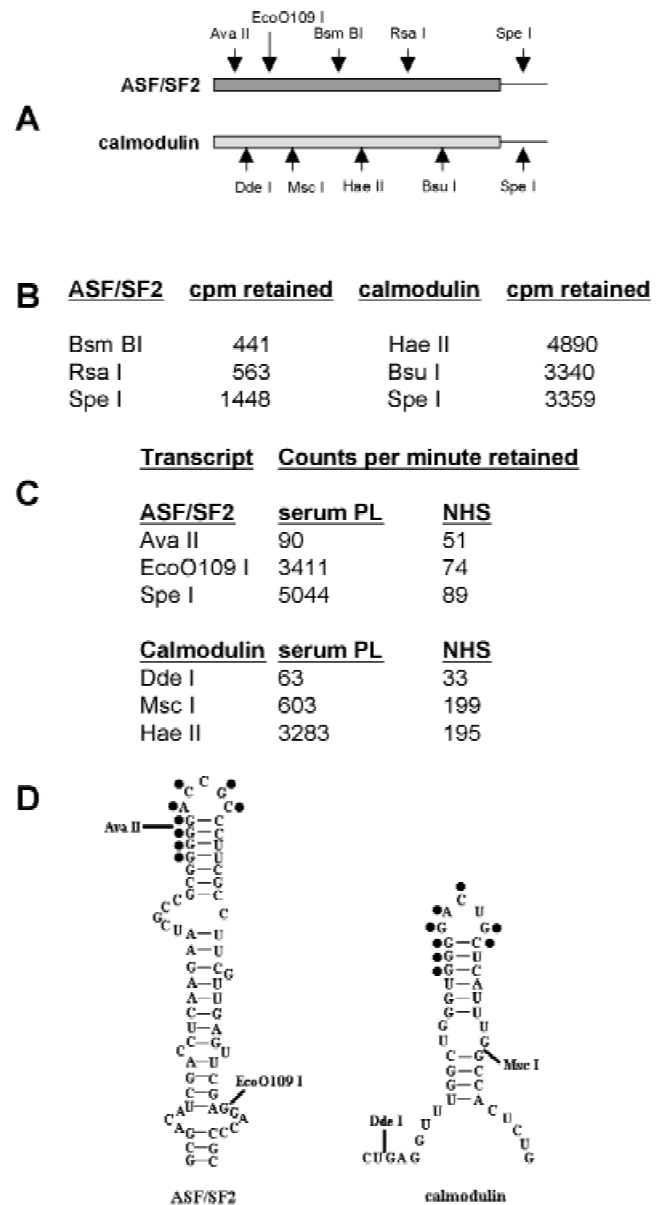 EcoO109 I
Ava II Bsm BI Rsa I Spe I
ASF/SF2
A
calmodulin
Dde I Msc I Hae II Bsu I Spe I
B
ASF/SF2 cpm retained calmodulin cpm retained
Bsm BI 441 Hae II 4890
Rsa I 563 Bsu I 3340
Spe I 1448 Spe I 3359
C
Transcript Counts per minute retained
ASF/SF2 serum PL NHS
Ava II 90 51
EcoO109 I 3411 74
Spe I 5044 89
Calmodulin serum PL NHS
Dde I 63 33
Msc I 603 199
Hae II 3283 195
D
Ava II
EcoO109 I
ASF/SF2
Msc I
Dde I
CUGAG
calmodulin